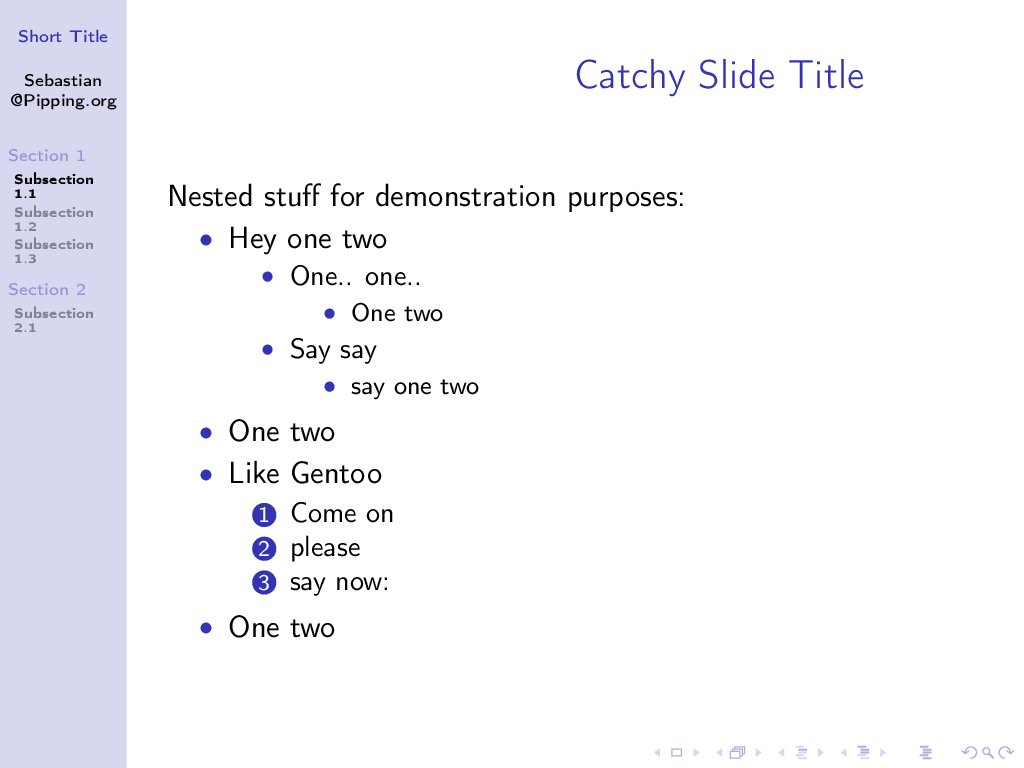 Short Title
Sebastian
@Pipping.org
Section 1
Subsection
1.1
Subsection
1.2
Subsection
1.3
Section 2
Subsection
2.1
Catchy Slide Title
Nested stuff for demonstration purposes:
• Hey one two
• One.. one..
• One two
• Say say
• say one two
• One two
• Like Gentoo
1 Come on
2 please
3 say now:
• One two